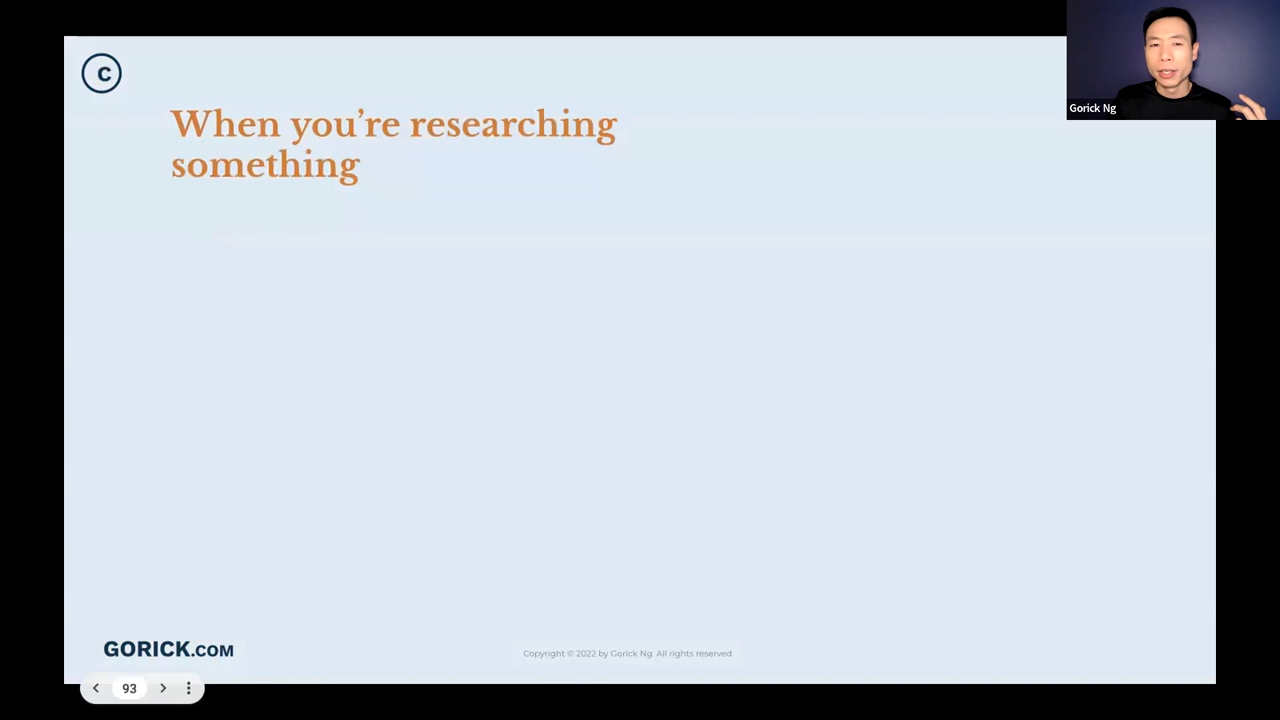 C
Gorick Ng
When you're researching
something
GORICK.COM
Copyright © 2022 by Gorick Ng. All rights reserved
93